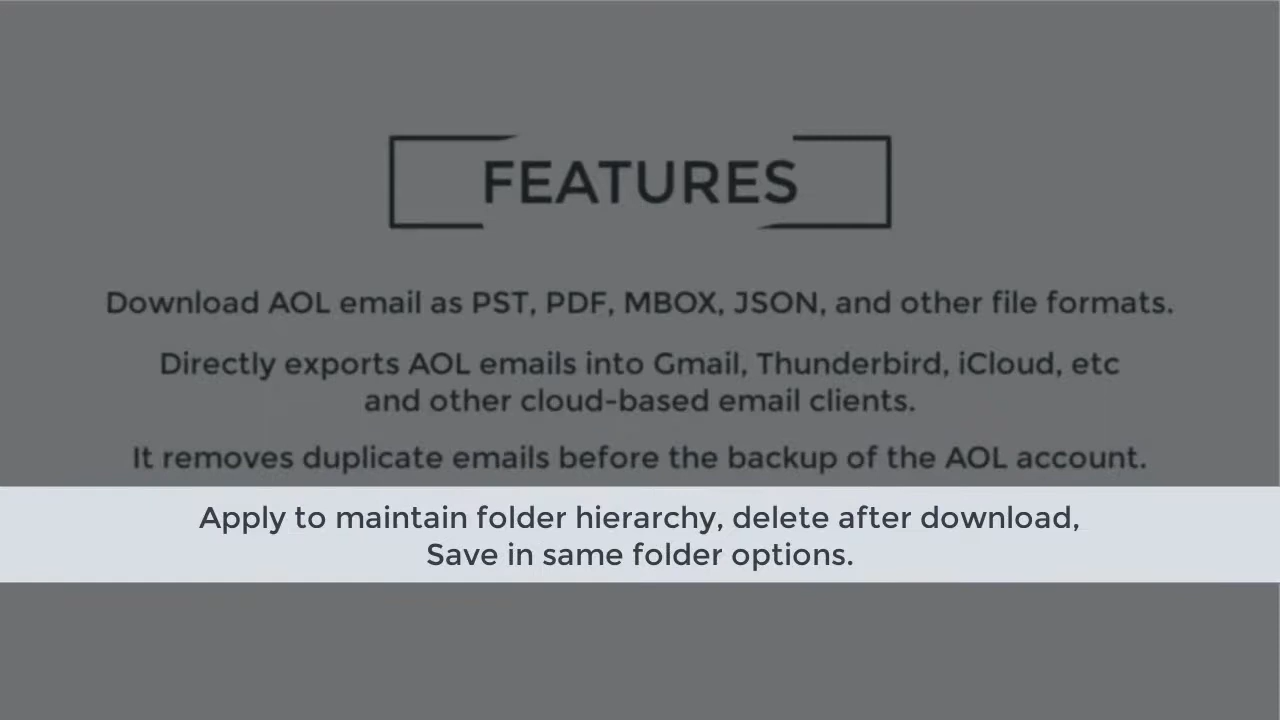 FEATURES
Download AOL email as PST, PDF, MBOX, JSON, and other file formats.
Directly exports AOL emails into Gmail, Thunderbird, iCloud, etc
and other cloud-based email clients.
It removes duplicate emails before the backup of the AOL account.
Apply to maintain folder hierarchy, delete after download,
Save in same folder options.